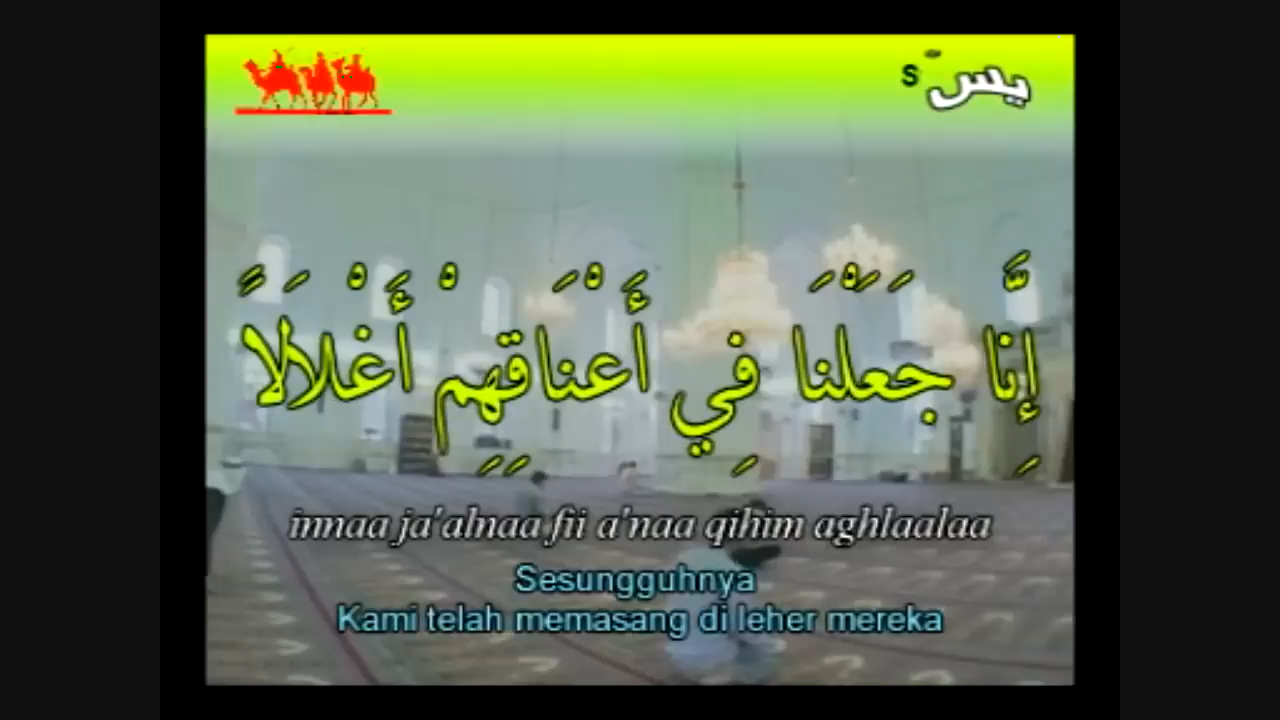 يسٓ
S
إِنَّا جَعَلْنَا فِي أَعْنَاقِهِمْ أَغْلَالًا
innaa ja'alnaa fii a'naa qihim aghlaalaa
Sesungguhnya
Kami telah memasang di leher mereka